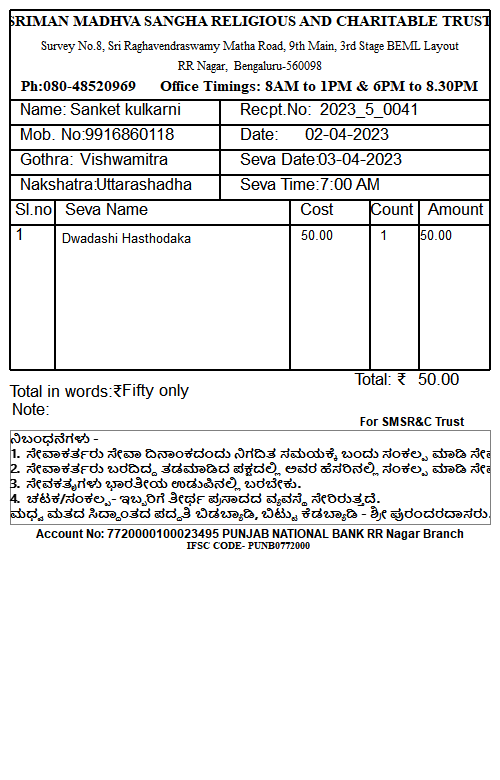 SRIMAN MADHVA SANGHA RELIGIOUS AND CHARITABLE TRUST
Survey No.8, Sri Raghavendraswamy Matha Road, 9th Main, 3rd Stage BEML Layout
RR Nagar, Bengaluru-560098
Ph:080-48520969 Office Timings: 8AM to 1PM & 6PM to 8.30PM
Name: Sanket kulkarni Recpt.No: 2023_5_0041
Mob. No:9916860118 Date: 02-04-2023
Gothra: Vishwamitra Seva Date:03-04-2023
Nakshatra:Uttarashadha Seva Time:7:00 AM
Sl.no Seva Name Cost Count Amount
1 Dwadashi Hasthodaka 50.00 1 50.00
Total: ₹ 50.00
Total in words:₹Fifty only
Note:
For SMSR&C Trust
ನಿಬಂಧನೆಗಳು -
1. ಸೇವಾಕರ್ತರು ಸೇವಾ ದಿನಾಂಕದಂದು ನಿಗದಿತ ಸಮಯಕ್ಕೆ ಬಂದು ಸಂಕಲ್ಪ ಮಾಡಿ
2. ಸೇವಾಕರ್ತರು ಬರದಿದ್ದ ತಡಮಾಡಿದ ಪಕ್ಷದಲ್ಲಿ ಅವರ ಹೆಸರಿನಲ್ಲಿ ಸಂಕಲ್ಪ ಮಾಡಿ
3. ಸೇವಕತೃಗಳು ಭಾರತೀಯ ಉಡುಪಿನಲ್ಲಿ ಬರಬೇಕು.
4. ಚಟಕ/ಸಂಕಲ್ಪ- ಇಬ್ಬರಿಗೆ ತೀರ್ಥ ಪ್ರಸಾದದ ವ್ಯವಸ್ಥೆ ಸೇರಿರುತ್ತದೆ.
ಮಧ್ವ ಮತದ ಸಿದ್ಧಾಂತದ ಪದ್ಧತಿ ಬಿಡಬ್ಯಾಡಿ, ಬಿಟ್ಟು ಕೆಡಬ್ಯಾಡಿ - ಶ್ರೀ ಪುರಂದರದಾಸರು.
Account No: 7720000100023495 PUNJAB NATIONAL BANK RR Nagar Branch
IFSC CODE- PUNB0772000